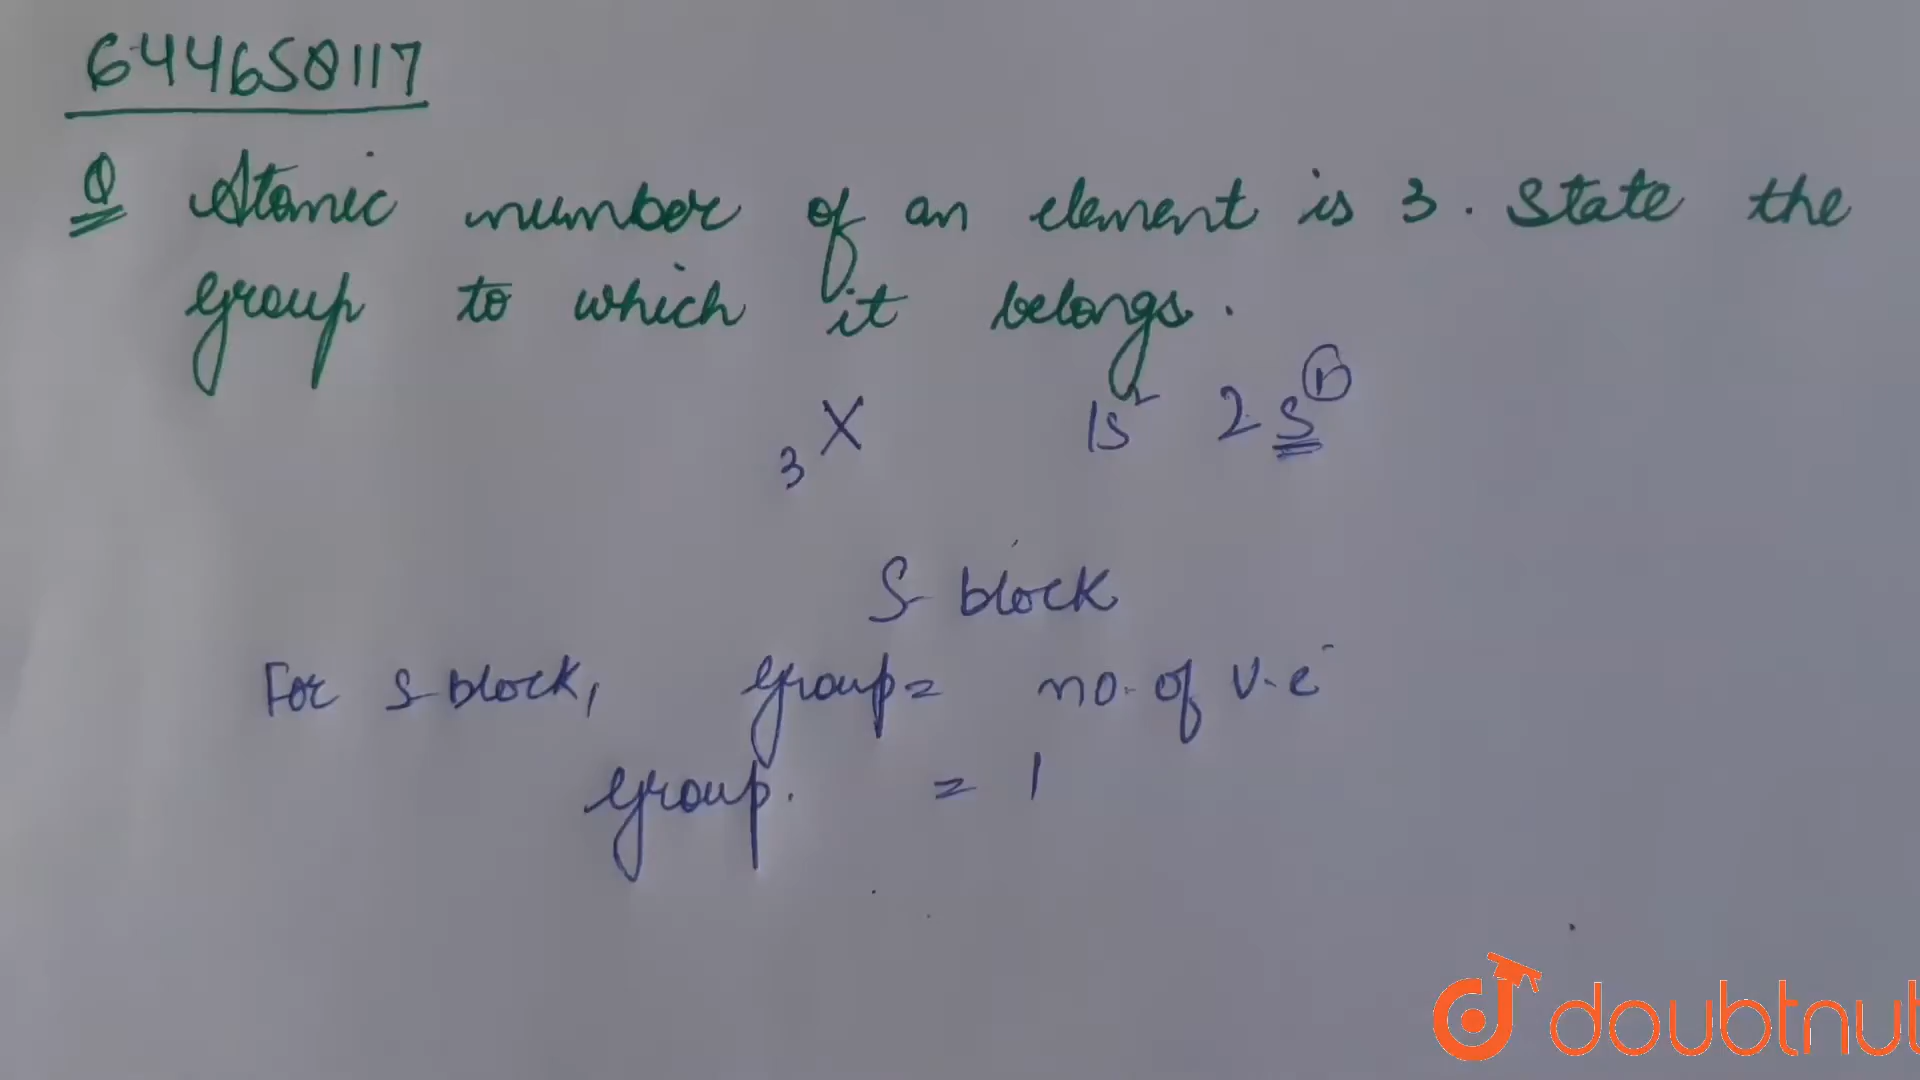 644650117
Q Atomic number of an element is 3. State the
group to which it belongs.
₃X 1s² 2s¹
S-block
For s-block, group = no. of v.e⁻
group. = 1
doubtnut